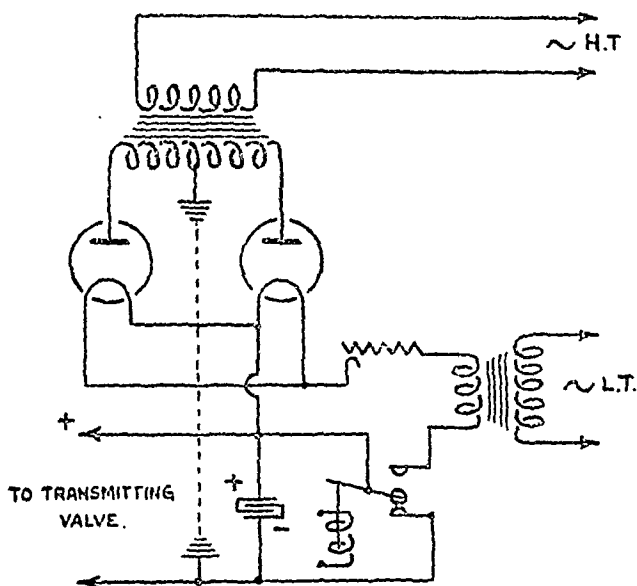 ~ H.T
~ L.T.
+
+
-
TO TRANSMITTING
VALVE.